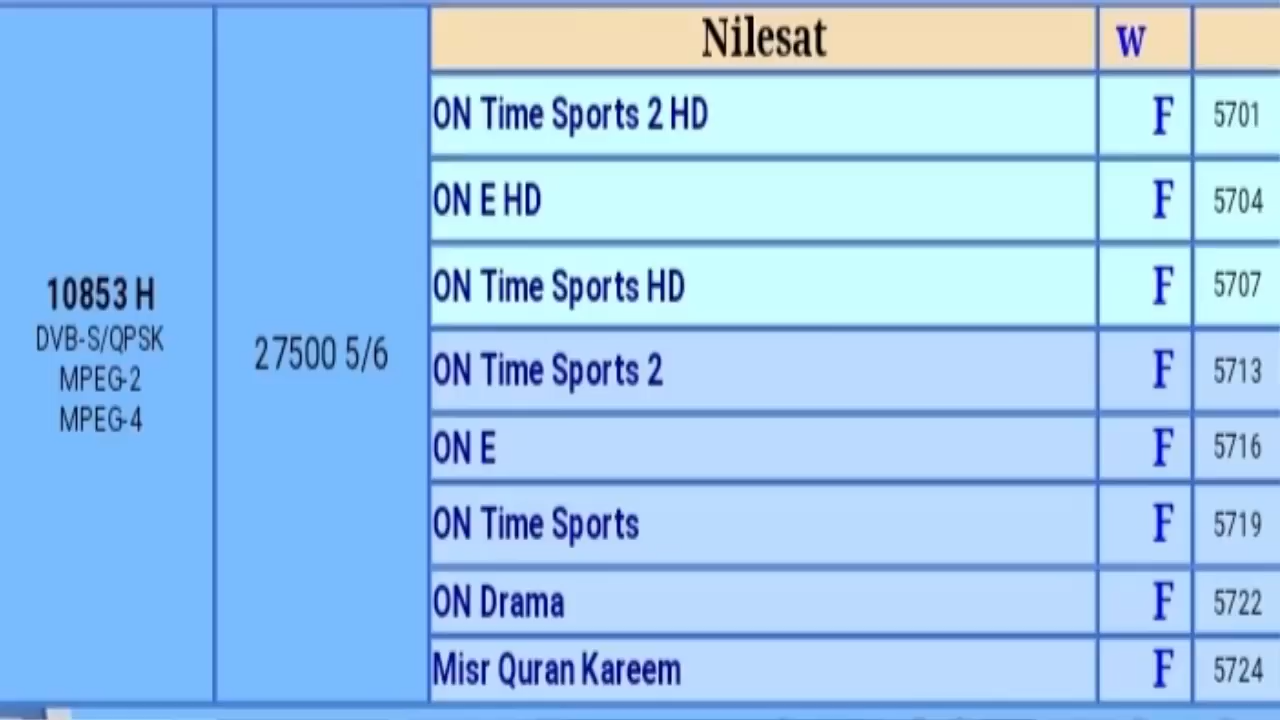 Nilesat W
10853 H
DVB-S/QPSK
MPEG-2
MPEG-4
27500 5/6
ON Time Sports 2 HD F 5701
ON E HD F 5704
ON Time Sports HD F 5707
ON Time Sports 2 F 5713
ON E F 5716
ON Time Sports F 5719
ON Drama F 5722
Misr Quran Kareem F 5724